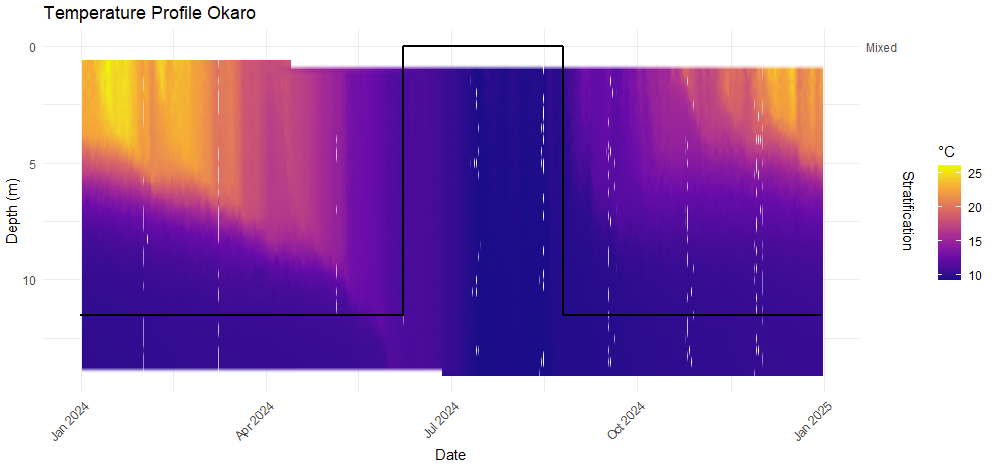 Temperature Profile Okaro
0
Mixed
5
10
Depth (m)
Stratification
°C
25
20
15
10
Jan 2024
Apr 2024
Jul 2024
Oct 2024
Jan 2025
Date